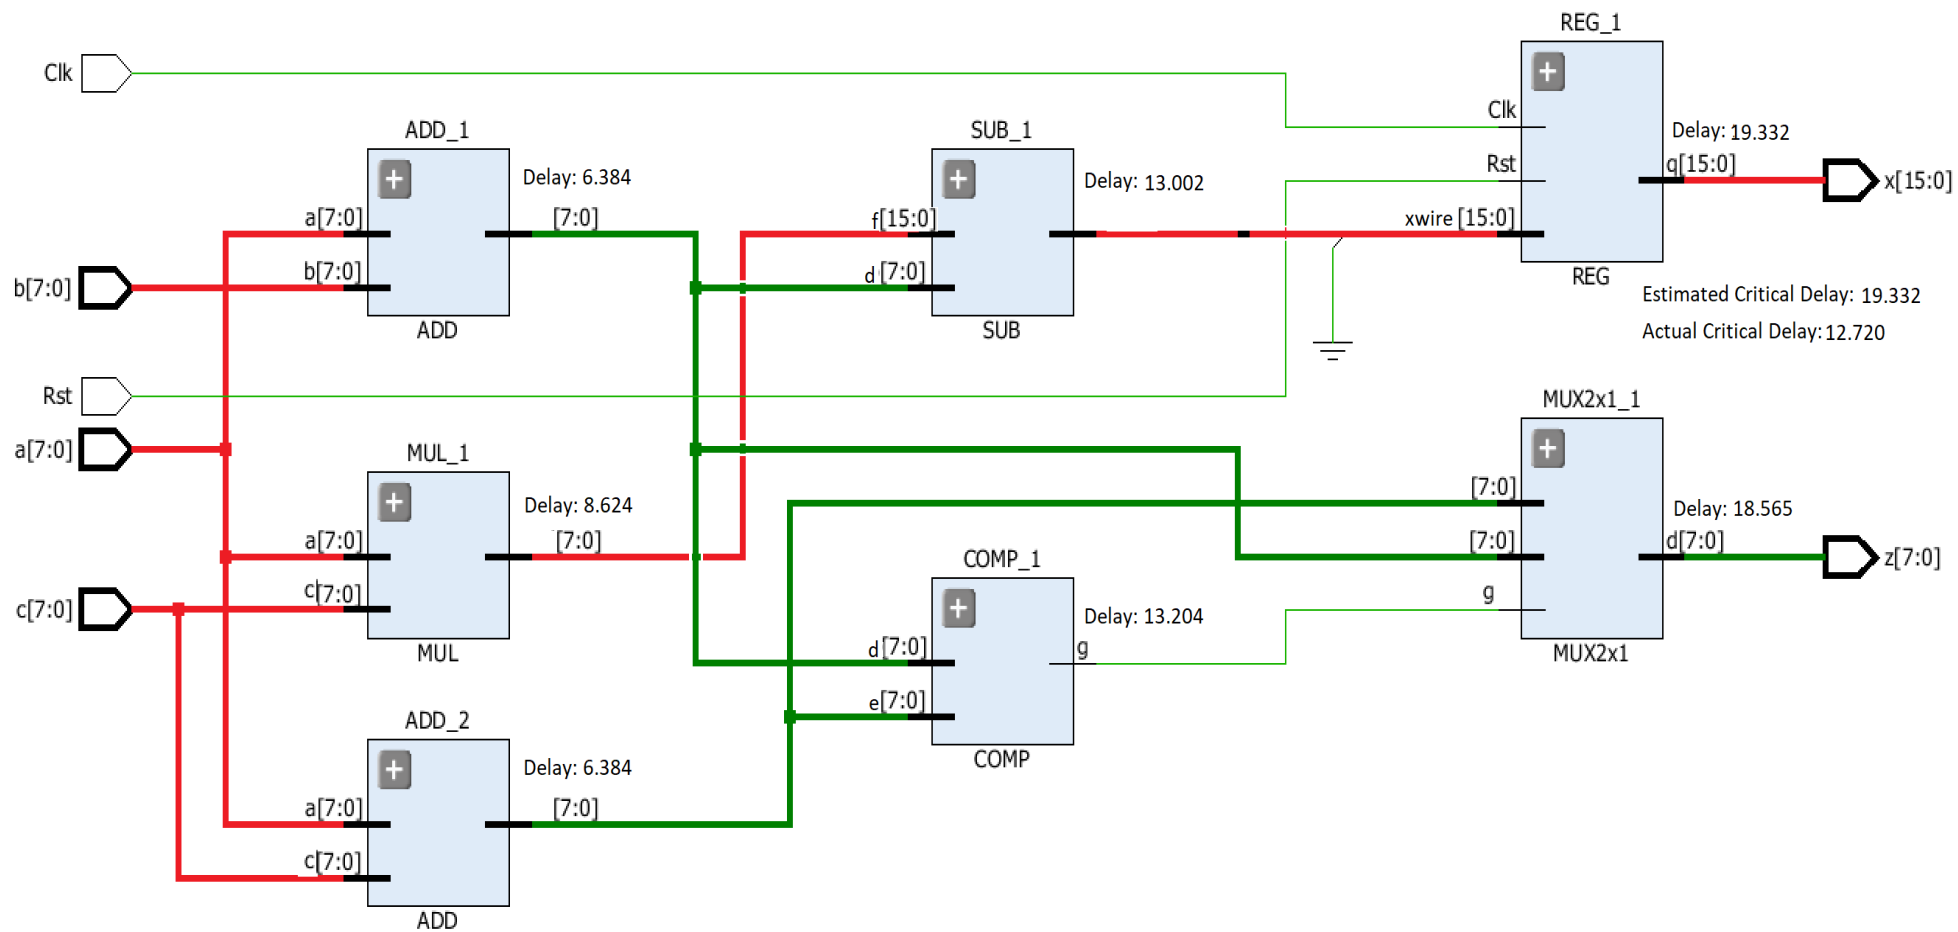 REG_1
Clk
Clk
Delay: 19.332
ADD_1
SUB_1
Rst
q[15:0]
x[15:0]
Delay: 6.384
Delay: 13.002
a[7:0]
[7:0]
f[15:0]
xwire [15:0]
b[7:0]
d[7:0]
b[7:0]
REG
Estimated Critical Delay: 19.332
ADD
SUB
Actual Critical Delay: 12.720
Rst
MUX2x1_1
a[7:0]
MUL_1
[7:0]
Delay: 8.624
Delay: 18.565
a[7:0]
[7:0]
[7:0]
d[7:0]
z[7:0]
COMP_1
c[7:0]
c[7:0]
g
Delay: 13.204
MUL
d[7:0]
g
MUX2x1
e[7:0]
ADD_2
COMP
Delay: 6.384
a[7:0]
[7:0]
c[7:0]
ADD